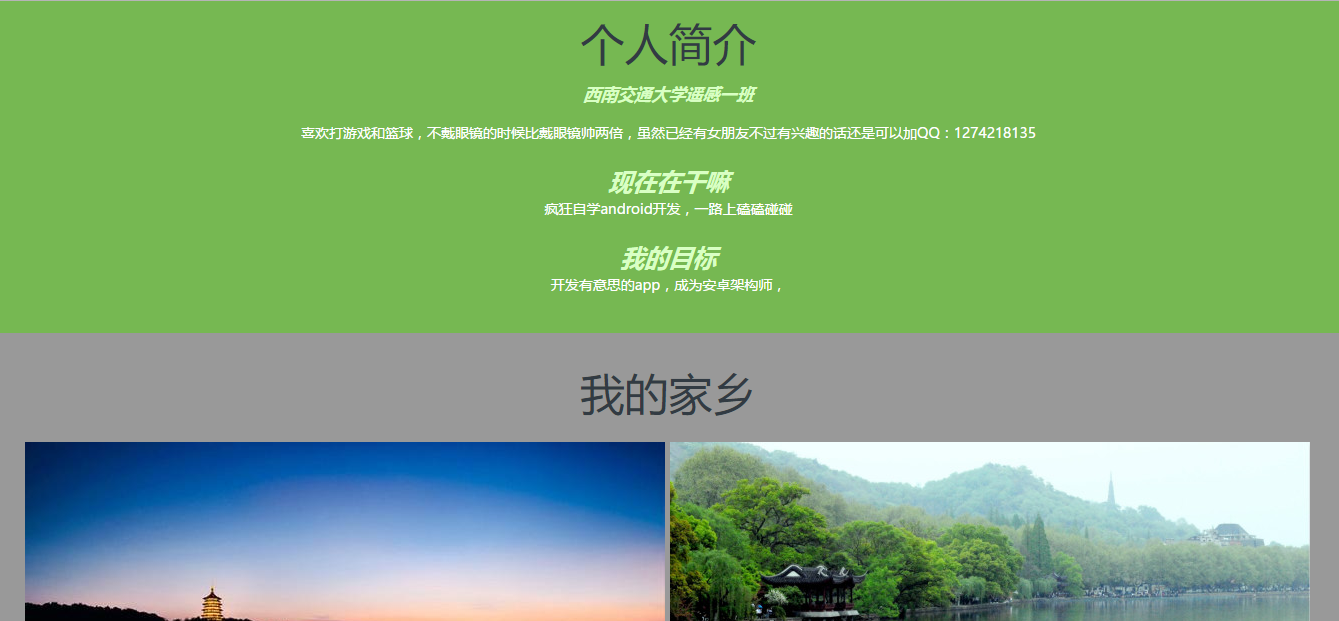 个人简介
西南交通大学遥感一班
喜欢打游戏和篮球，不戴眼镜的时候比戴眼镜帅两倍，虽然已经有女朋友不过有兴趣的话还是可以加QQ：1274218135
现在在干嘛
疯狂自学android开发，一路上磕磕碰碰
我的目标
开发有意思的app，成为安卓架构师，
我的家乡